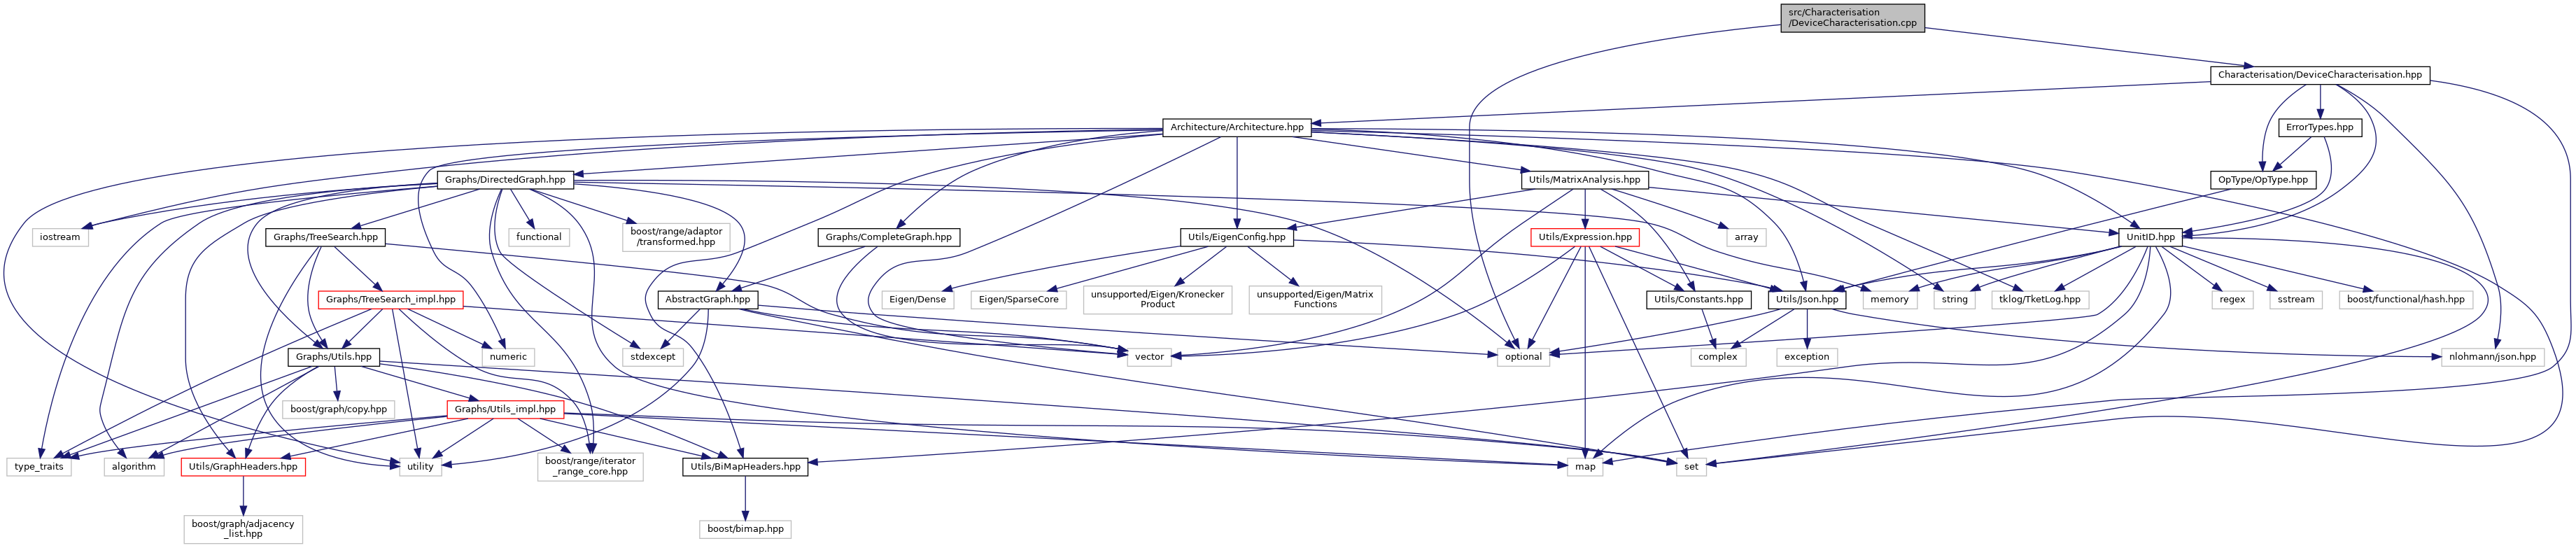 src/Characterisation
/DeviceCharacterisation.cpp
Characterisation/DeviceCharacterisation.hpp
Architecture/Architecture.hpp
ErrorTypes.hpp
Graphs/DirectedGraph.hpp
Utils/MatrixAnalysis.hpp
OpType/OpType.hpp
iostream
Graphs/TreeSearch.hpp
functional
boost/range/adaptor
/transformed.hpp
Graphs/CompleteGraph.hpp
Utils/EigenConfig.hpp
Utils/Expression.hpp
array
UnitID.hpp
Graphs/TreeSearch_impl.hpp
AbstractGraph.hpp
Eigen/Dense
Eigen/SparseCore
unsupported/Eigen/Kronecker
Product
unsupported/Eigen/Matrix
Functions
Utils/Constants.hpp
Utils/Json.hpp
memory
string
tklog/TketLog.hpp
regex
sstream
boost/functional/hash.hpp
Graphs/Utils.hpp
numeric
stdexcept
vector
optional
complex
exception
nlohmann/json.hpp
boost/graph/copy.hpp
Graphs/Utils_impl.hpp
type_traits
algorithm
Utils/GraphHeaders.hpp
utility
boost/range/iterator
_range_core.hpp
Utils/BiMapHeaders.hpp
map
set
boost/graph/adjacency
_list.hpp
boost/bimap.hpp